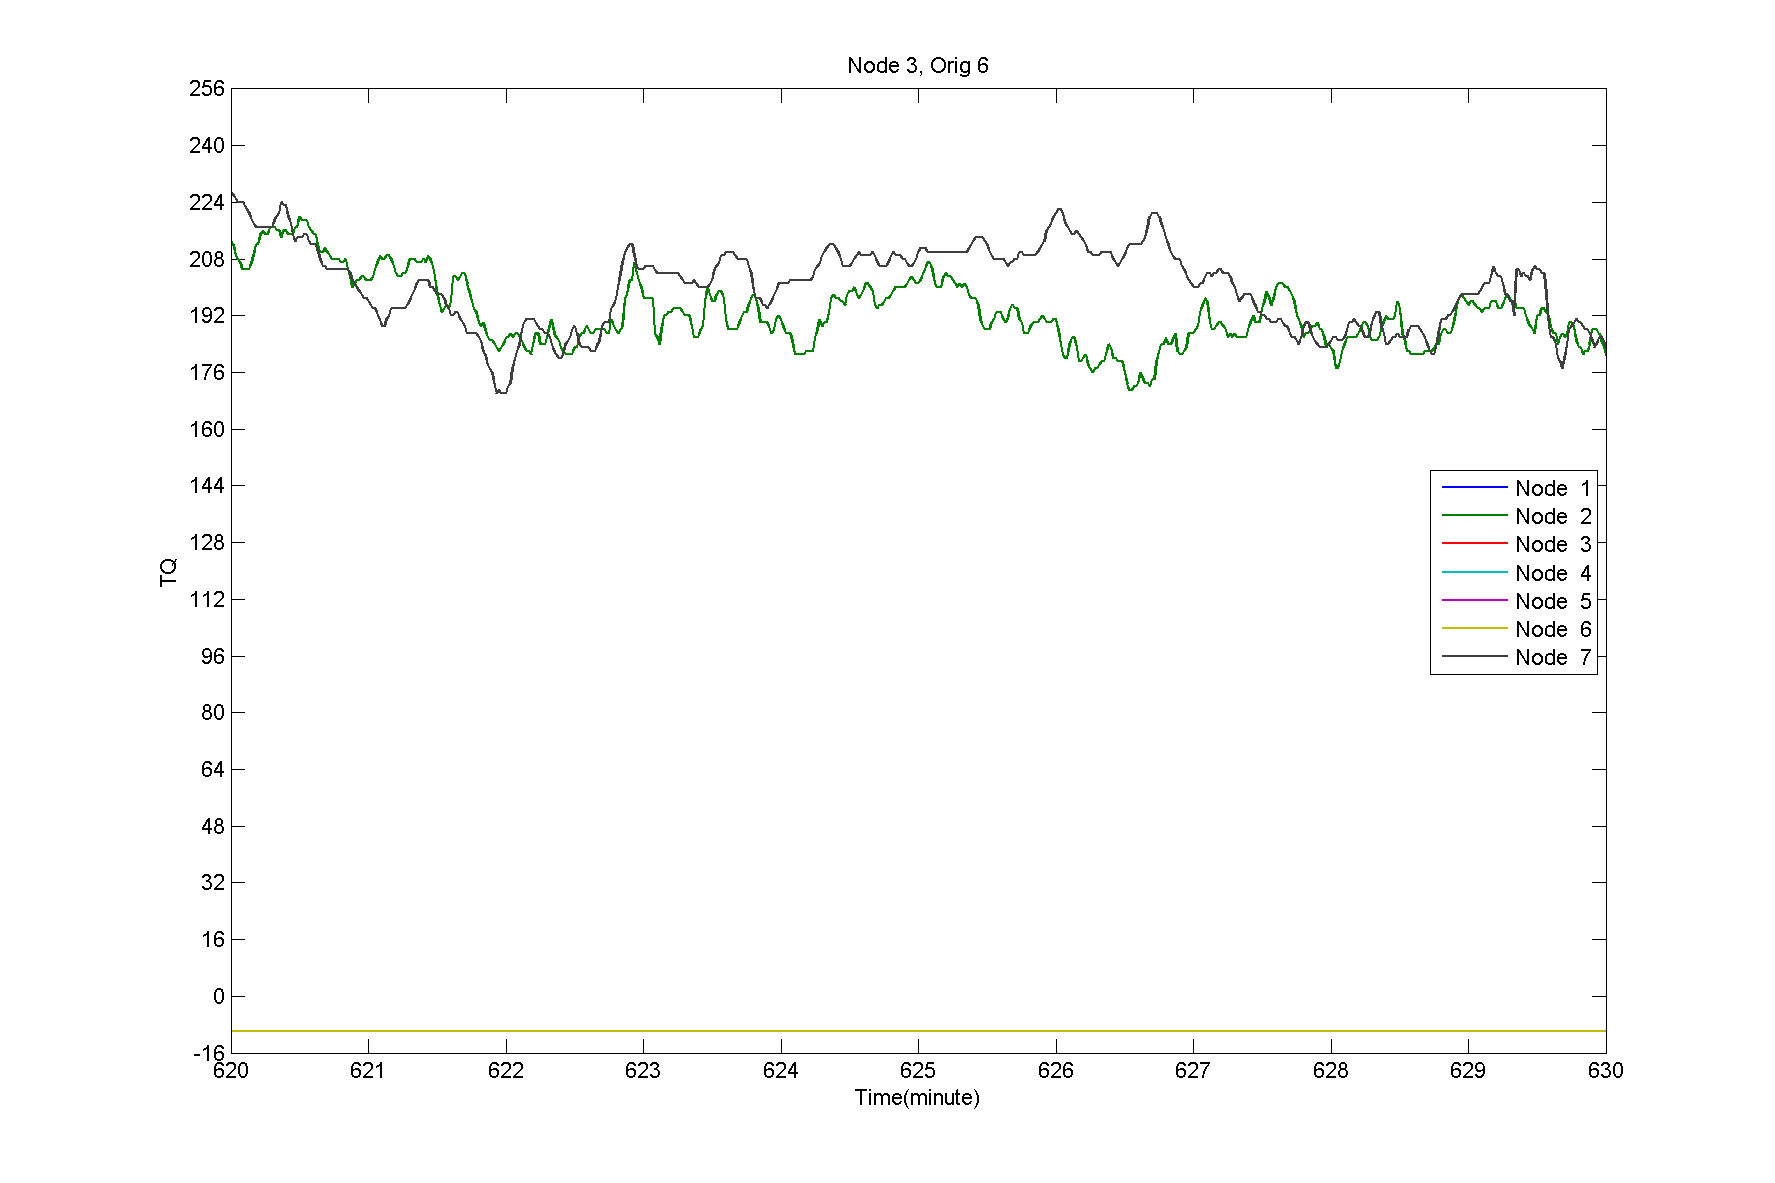 Node 3, Orig 6
256
240
224
208
192
176
160
144
128
112
96
80
64
48
32
16
0
-16
TQ
Node 1
Node 2
Node 3
Node 4
Node 5
Node 6
Node 7
620 621 622 623 624 625 626 627 628 629 630
Time(minute)